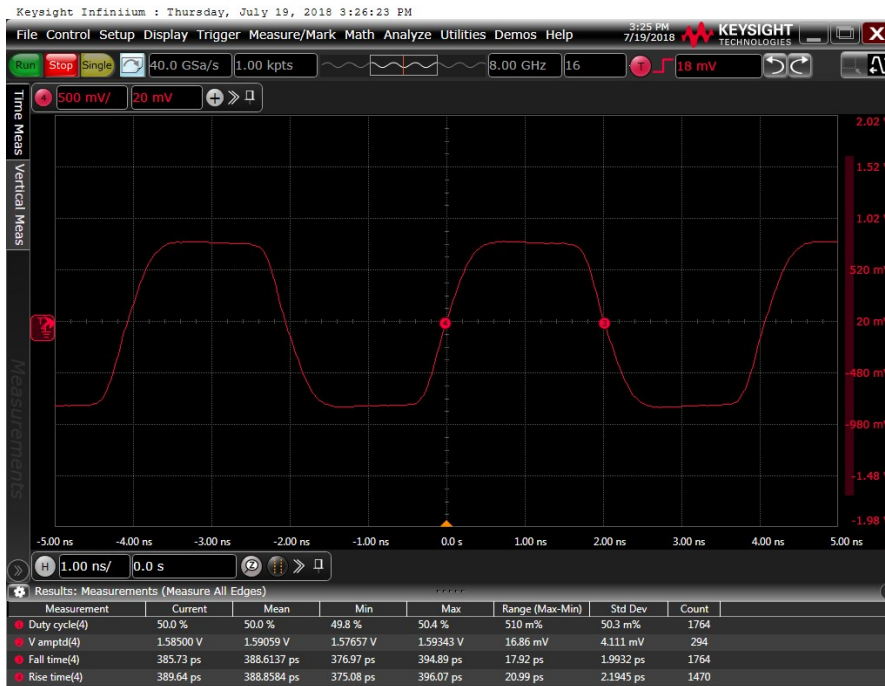 Keysight Infiniium : Thursday, July 19, 2018 3:26:23 PM
File Control Setup Display Trigger Measure/Mark Math Analyze Utilities Demos Help
3:25 PM
7/19/2018
KEYSIGHT
TECHNOLOGIES
Run Stop Single 40.0 GSa/s 1.00 kpts 8.00 GHz 16 T 18 mV
4 500 mV/ 20 mV
Time Meas
Vertical Meas
Measurements
2.02
1.52
1.02
520 m
20 m
-480 m
-980 m
-1.48
-1.98
4
3
-5.00 ns -4.00 ns -3.00 ns -2.00 ns -1.00 ns 0.0 s 1.00 ns 2.00 ns 3.00 ns 4.00 ns 5.00 ns
H 1.00 ns/ 0.0 s
Results: Measurements (Measure All Edges)
Measurement Current Mean Min Max Range (Max-Min) Std Dev Count
1 Duty cycle(4) 50.0 % 50.0 % 49.8 % 50.4 % 510 m% 50.3 m% 1764
2 V amptd(4) 1.58500 V 1.59059 V 1.57657 V 1.59343 V 16.86 mV 4.111 mV 294
3 Fall time(4) 385.73 ps 388.6137 ps 376.97 ps 394.89 ps 17.92 ps 1.9932 ps 1764
4 Rise time(4) 389.64 ps 388.8584 ps 375.08 ps 396.07 ps 20.99 ps 2.1945 ps 1470